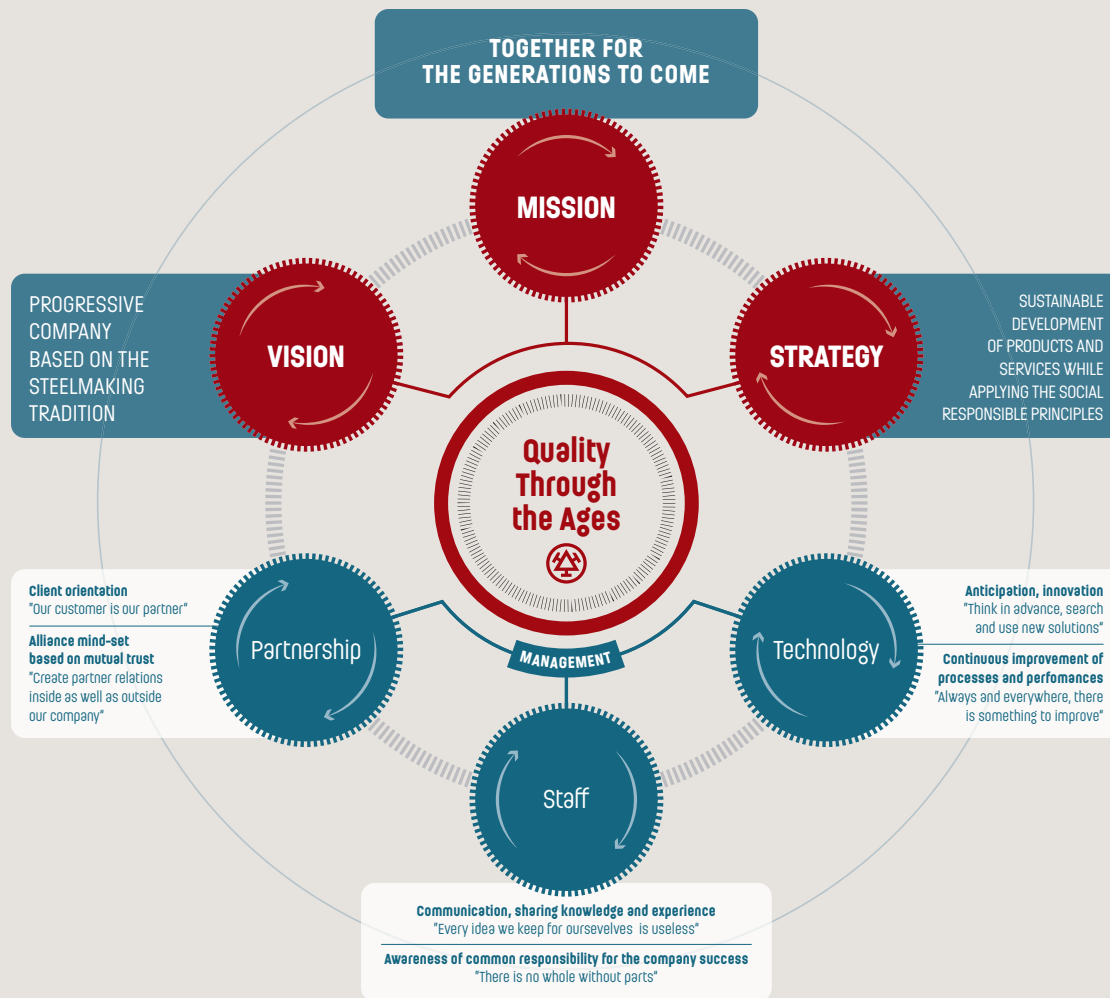 TOGETHER FOR
THE GENERATIONS TO COME
MISSION
PROGRESSIVE
COMPANY
BASED ON THE
STEELMAKING
TRADITION
VISION
STRATEGY
SUSTAINABLE
DEVELOPMENT
OF PRODUCTS AND
SERVICES WHILE
APPLYING THE SOCIAL
RESPONSIBLE PRINCIPLES
Quality
Through
the Ages
Client orientation
"Our customer is our partner"
Alliance mind-set
based on mutual trust
"Create partner relations
inside as well as outside
our company"
Partnership
MANAGEMENT
Technology
Anticipation, innovation
"Think in advance, search
and use new solutions"
Continuous improvement of
processes and perfomances
"Always and everywhere, there
is something to improve"
Staff
Communication, sharing knowledge and experience
"Every idea we keep for oursevelves is useless"
Awareness of common responsibility for the company success
"There is no whole without parts"